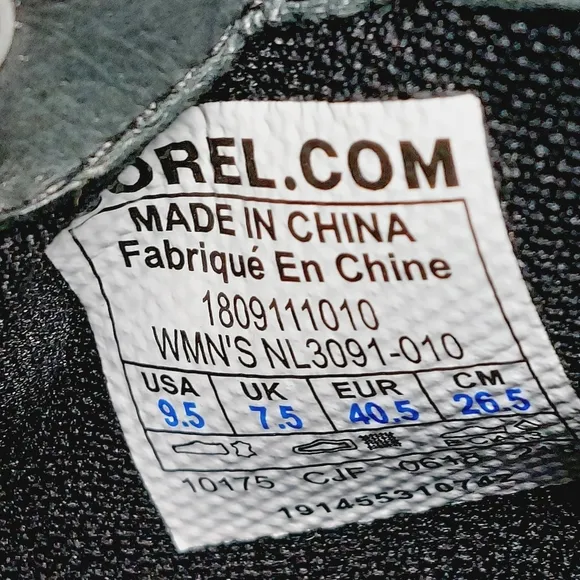 OREL.COM
MADE IN CHINA
Fabriqué En Chine
1809111010
WMN'S NL3091-010
USA UK EUR CM
9.5 7.5 40.5 26.5
10175 CJF
191455310742